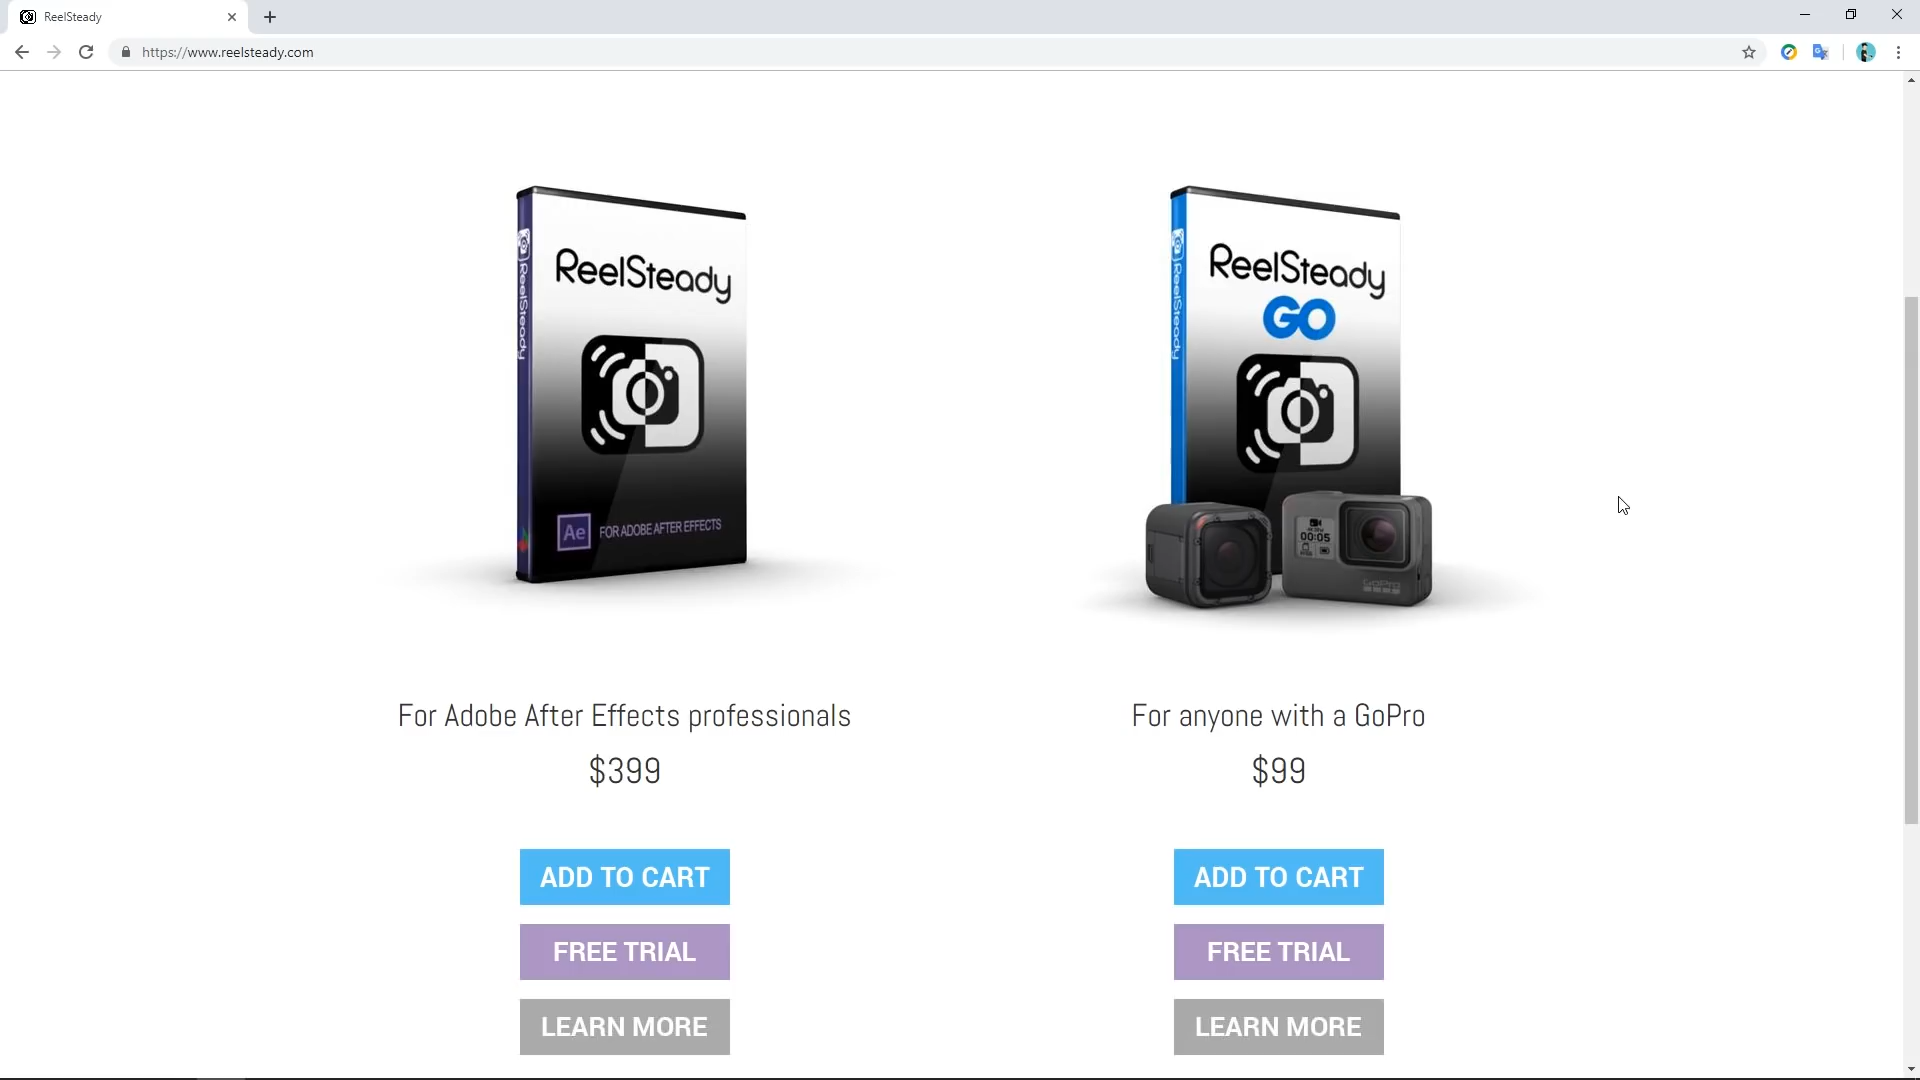 ReelSteady
https://www.reelsteady.com
ReelSteady
ReelSteady
Ae FOR ADOBE AFTER EFFECTS
ReelSteady
GO
ReelSteady
00:05
GoPro
For Adobe After Effects professionals
$399
ADD TO CART
FREE TRIAL
LEARN MORE
For anyone with a GoPro
$99
ADD TO CART
FREE TRIAL
LEARN MORE